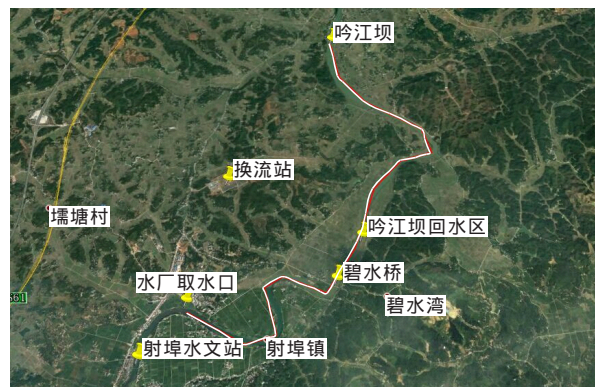 吟江坝
换流站
壖塘村
吟江坝回水区
碧水桥
水厂取水口
碧水湾
射埠水文站
射埠镇